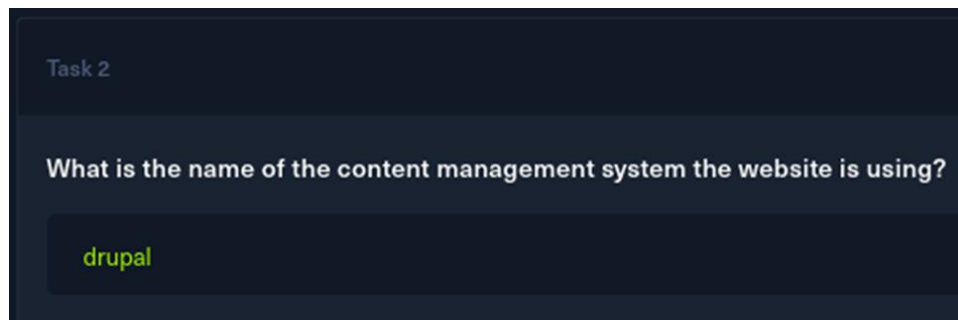 Task 2
What is the name of the content management system the website is using?
drupal